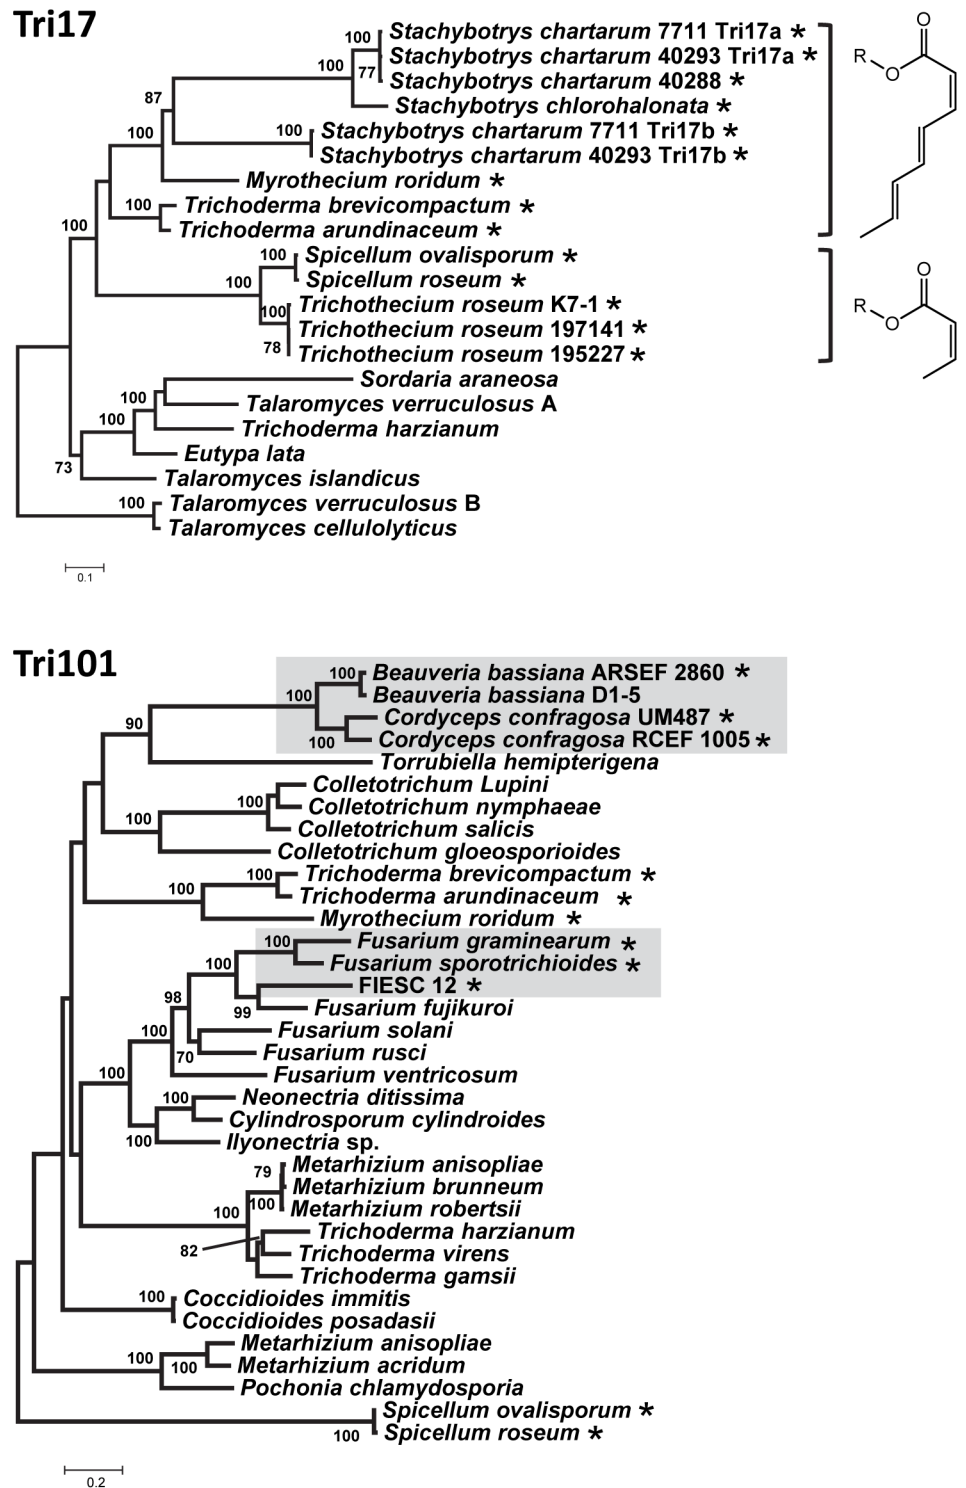 Tri17
Stachybotrys chartarum 7711 Tri17a *
Stachybotrys chartarum 40293 Tri17a *
Stachybotrys chartarum 40288 *
Stachybotrys chlorohalonata *
Stachybotrys chartarum 7711 Tri17b *
Stachybotrys chartarum 40293 Tri17b *
Myrothecium roridum *
Trichoderma brevicompactum *
Trichoderma arundinaceum *
Spicellum ovalisporum *
Spicellum roseum *
Trichothecium roseum K7-1 *
Trichothecium roseum 197141 *
Trichothecium roseum 195227 *
Sordaria araneosa
Talaromyces verruculosus A
Trichoderma harzianum
Eutypa lata
Talaromyces islandicus
Talaromyces verruculosus B
Talaromyces cellulolyticus
100
77
100
87
100
100
100
100
100
100
100
78
100
100
73
100
0.1
O
R
O
O
R
O
Tri101
Beauveria bassiana ARSEF 2860 *
Beauveria bassiana D1-5
Cordyceps confragosa UM487 *
Cordyceps confragosa RCEF 1005 *
Torrubiella hemipterigena
Colletotrichum Lupini
Colletotrichum nymphaeae
Colletotrichum salicis
Colletotrichum gloeosporioides
Trichoderma brevicompactum *
Trichoderma arundinaceum *
Myrothecium roridum *
Fusarium graminearum *
Fusarium sporotrichioides *
FIESC 12 *
Fusarium fujikuroi
Fusarium solani
Fusarium rusci
Fusarium ventricosum
Neonectria ditissima
Cylindrosporum cylindroides
Ilyonectria sp.
Metarhizium anisopliae
Metarhizium brunneum
Metarhizium robertsii
Trichoderma harzianum
Trichoderma virens
Trichoderma gamsii
Coccidioides immitis
Coccidioides posadasii
Metarhizium anisopliae
Metarhizium acridum
Pochonia chlamydosporia
Spicellum ovalisporum *
Spicellum roseum *
100
100
90
100
100
100
100
100
100
100
98
99
100
70
100
100
100
79
100
100
82
100
100
100
100
0.2